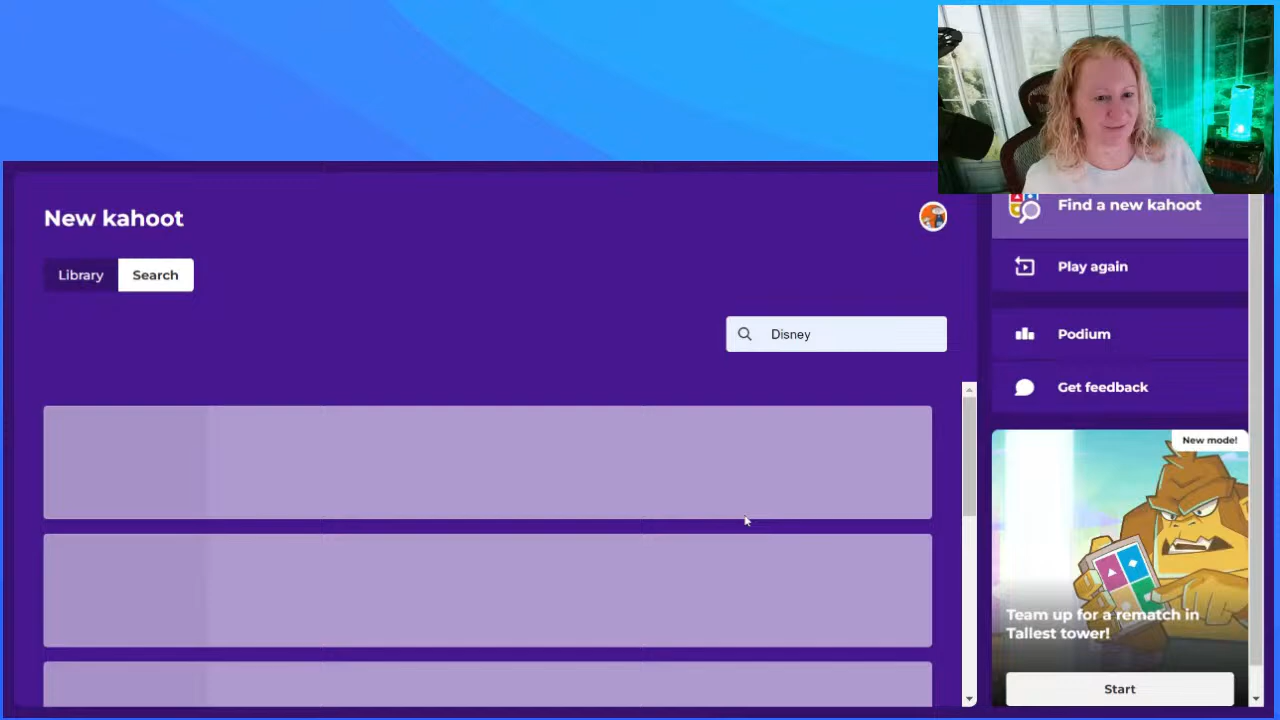 New kahoot
Library
Search
Disney
Find a new kahoot
Play again
Podium
Get feedback
New mode!
Team up for a rematch in
Tallest tower!
Start